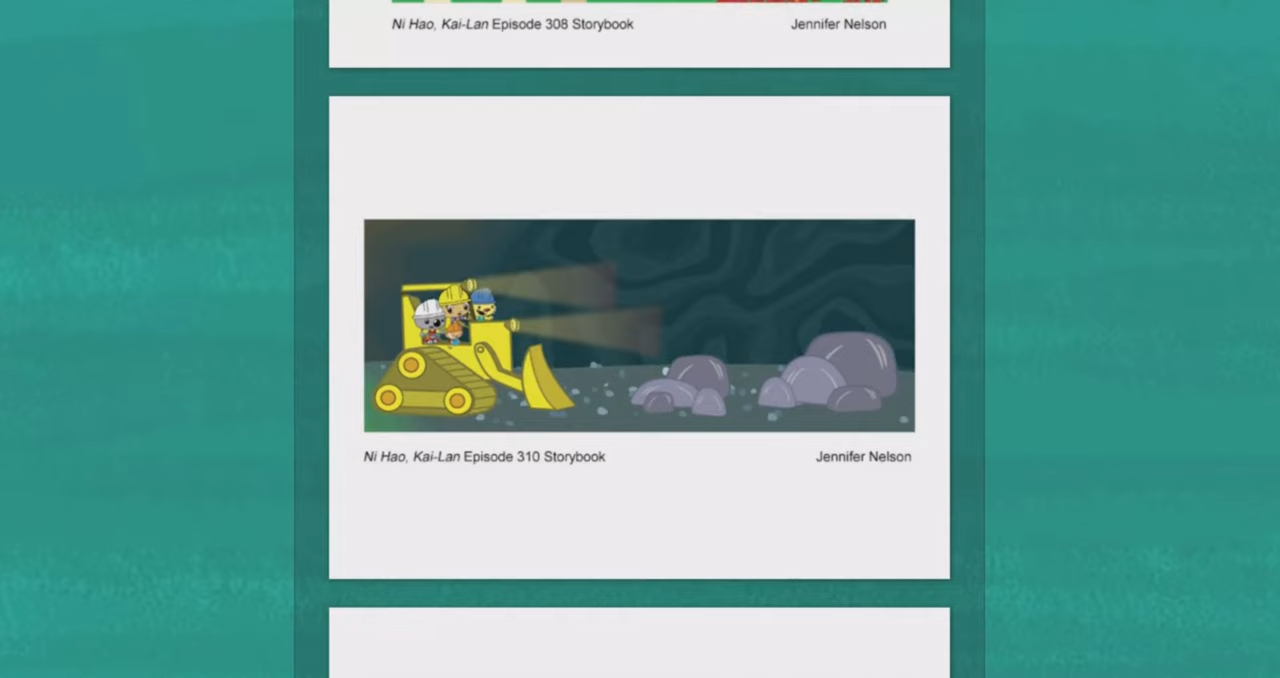 Ni Hao, Kai-Lan Episode 308 Storybook Jennifer Nelson
Ni Hao, Kai-Lan Episode 310 Storybook Jennifer Nelson